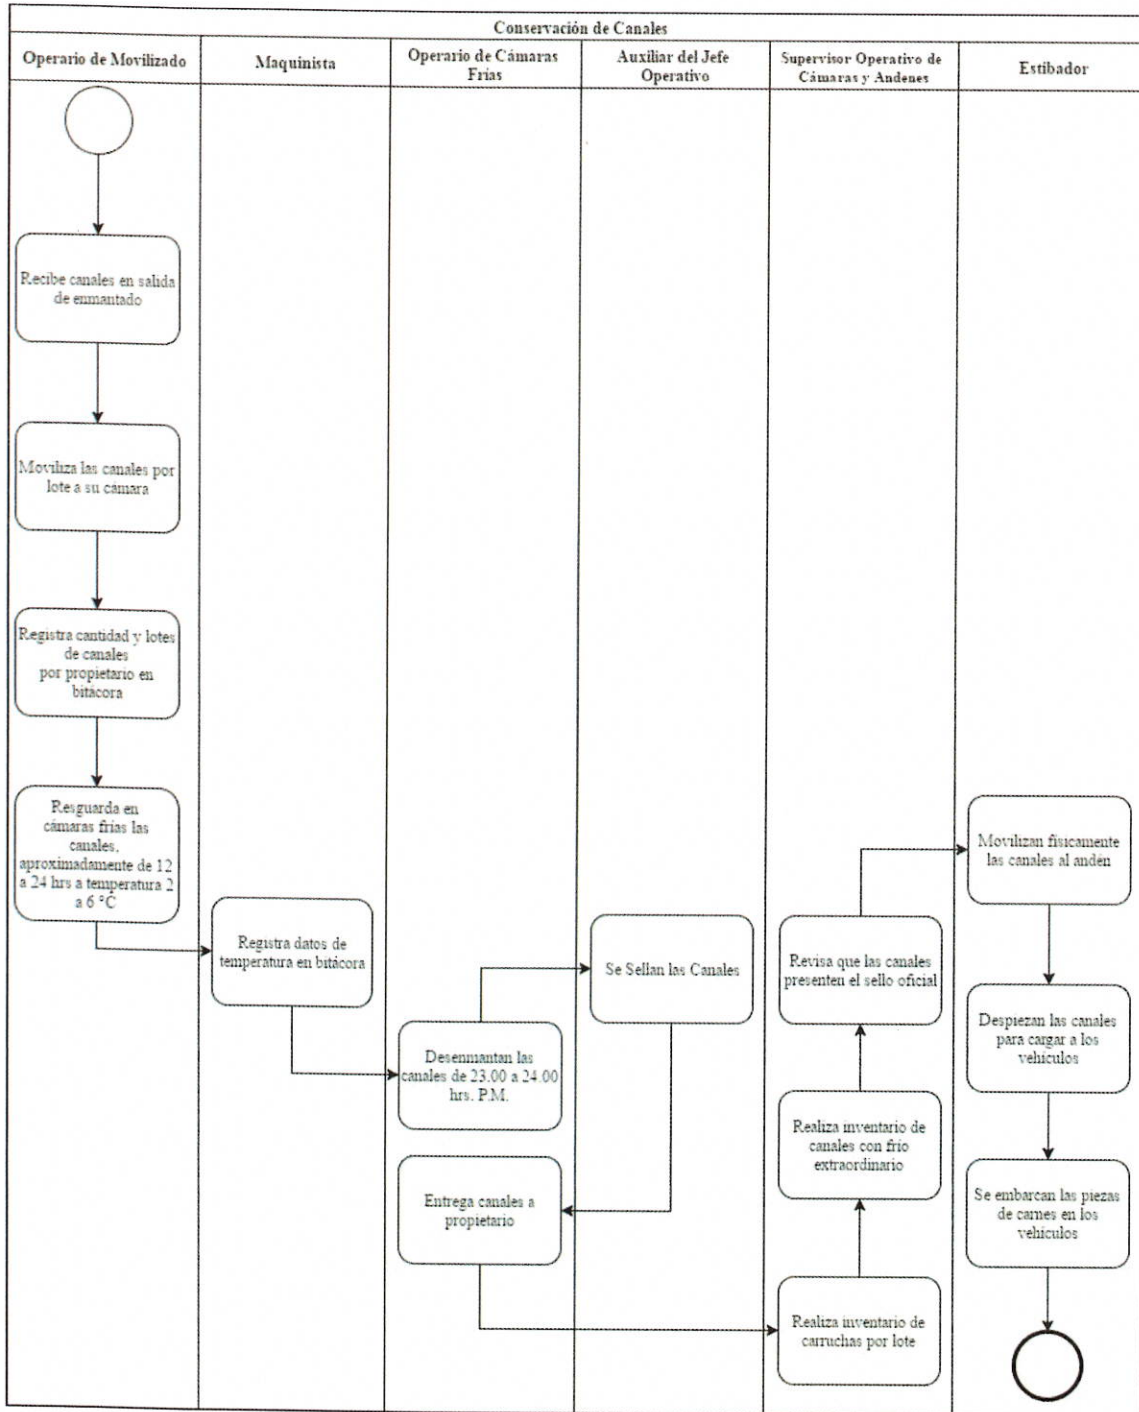 Conservación de Canales
Operario de Movilizado
Maquinista
Operario de Cámaras
Frías
Auxiliar del Jefe
Operativo
Supervisor Operativo de
Cámaras y Andenes
Estibador
Recibe canales en salida
de enmantado
Moviliza las canales por
lote a su cámara
Registra cantidad y lotes
de canales
por propietario en
bitácora
Resguarda en
cámaras frías las
canales,
aproximadamente de 12
a 24 hrs a temperatura 2
a 6 °C
Registra datos de
temperatura en bitácora
Desenmantan las
canales de 23.00 a 24.00
hrs. P.M.
Se Sellan las Canales
Entrega canales a
propietario
Realiza inventario de
carruchas por lote
Realiza inventario de
canales con frío
extraordinario
Revisa que las canales
presenten el sello oficial
Movilizan físicamente
las canales al andén
Despiezan las canales
para cargar a los
vehículos
Se embarcan las piezas
de carnes en los
vehículos